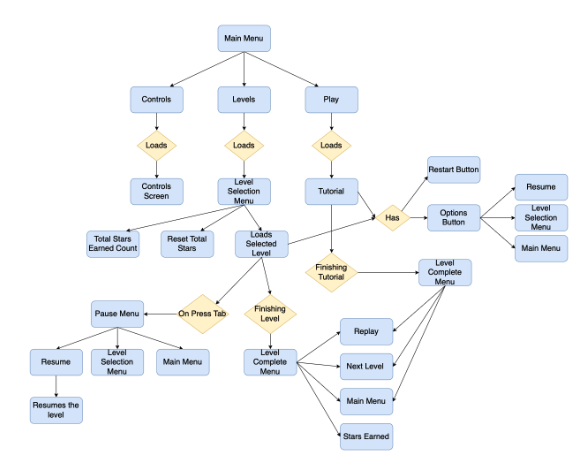 Main Menu
Controls
Levels
Play
Loads
Loads
Loads
Restart Button
Controls
Screen
Level
Selection
Menu
Tutorial
Resume
Has
Options
Button
Level
Selection
Menu
Total Stars
Earned Count
Reset Total
Stars
Loads
Selected
Level
Main Menu
Finishing
Tutorial
Level
Complete
Menu
Pause Menu
On Press Tab
Finishing
Level
Replay
Resume
Level
Selection
Menu
Main Menu
Level
Complete
Menu
Next Level
Resumes the
level
Main Menu
Stars Earned